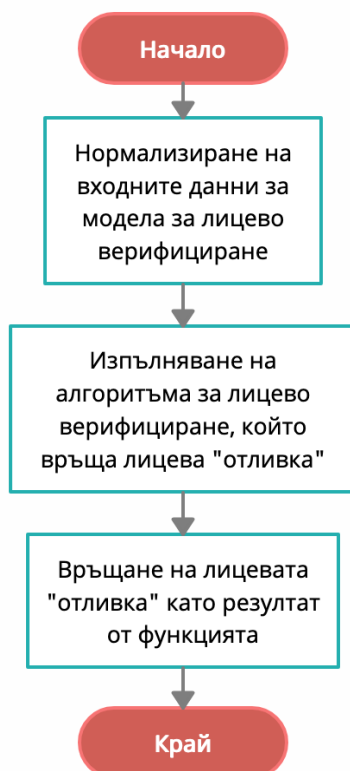 Начало
Нормализиране на
входните данни за
модела за лицево
верифициране
Изпълняване на
алгоритъма за лицево
верифициране, който
връща лицева "отливка"
Връщане на лицевата
"отливка" като резултат
от функцията
Край